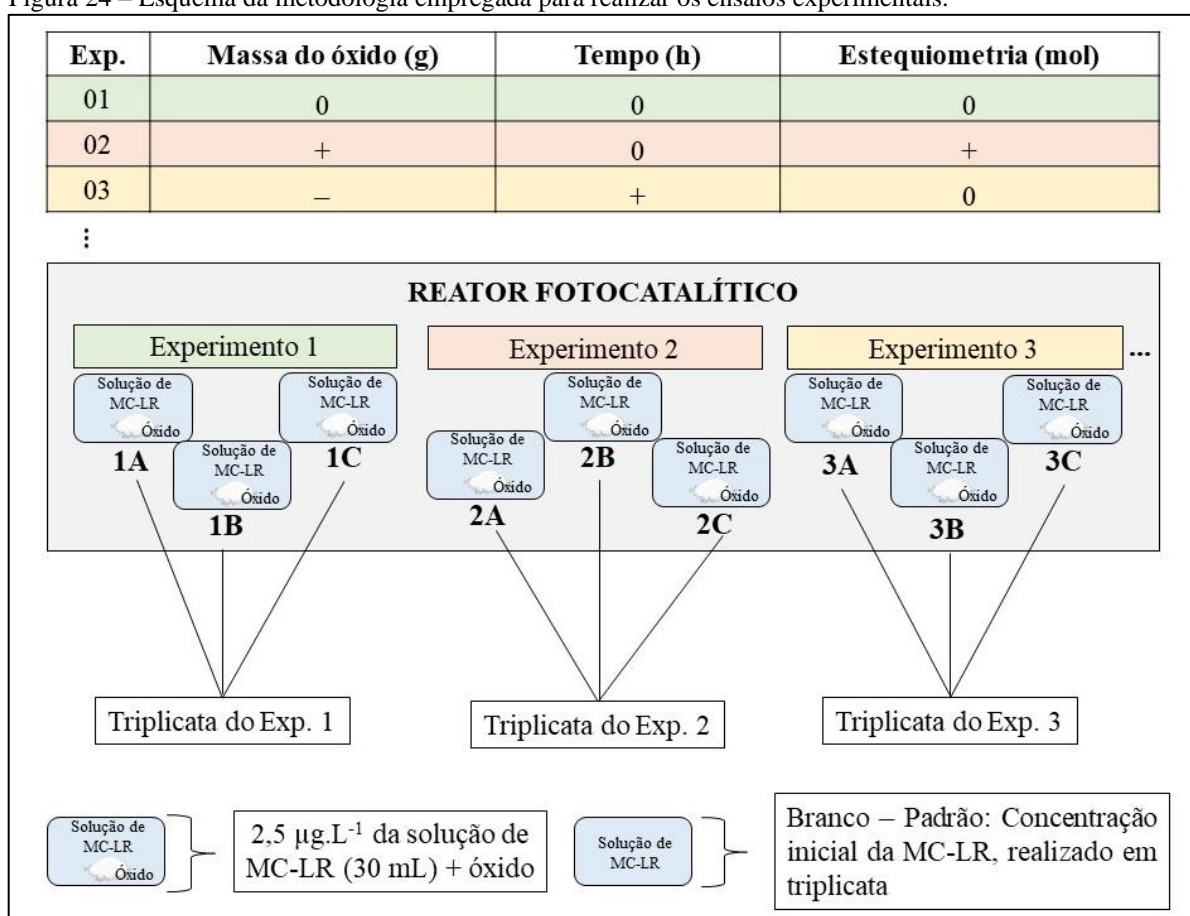 Figura 24 – Esquema da metodologia empregada para realizar os ensaios experimentais.
Exp. Massa do óxido (g) Tempo (h) Estequiometria (mol)
01 0 0 0
02 + 0 +
03 – + 0
⋮
REATOR FOTOCATALÍTICO
Experimento 1 Experimento 2 Experimento 3 ...
Solução de
MC-LR
Óxido
1A
Solução de
MC-LR
Óxido
1B
Solução de
MC-LR
Óxido
1C
Solução de
MC-LR
Óxido
2A
Solução de
MC-LR
Óxido
2B
Solução de
MC-LR
Óxido
2C
Solução de
MC-LR
Óxido
3A
Solução de
MC-LR
Óxido
3B
Solução de
MC-LR
Óxido
3C
Triplicata do Exp. 1
Triplicata do Exp. 2
Triplicata do Exp. 3
Solução de
MC-LR
Óxido
2,5 µg.L⁻¹ da solução de
MC-LR (30 mL) + óxido
Solução de
MC-LR
Branco – Padrão: Concentração
inicial da MC-LR, realizado em
triplicata